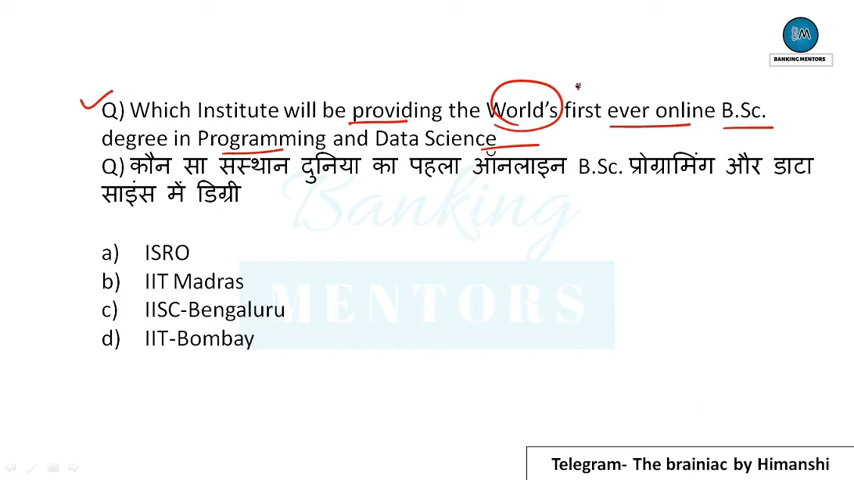 BM
BANKING MENTORS
Q) Which Institute will be providing the World's first ever online B.Sc.
degree in Programming and Data Science
Q) कौन सा संस्थान दुनिया का पहला ऑनलाइन B.Sc. प्रोग्रामिंग और डाटा
साइंस में डिग्री
Banking
MENTORS
a) ISRO
b) IIT Madras
c) IISC-Bengaluru
d) IIT-Bombay
Telegram- The brainiac by Himanshi